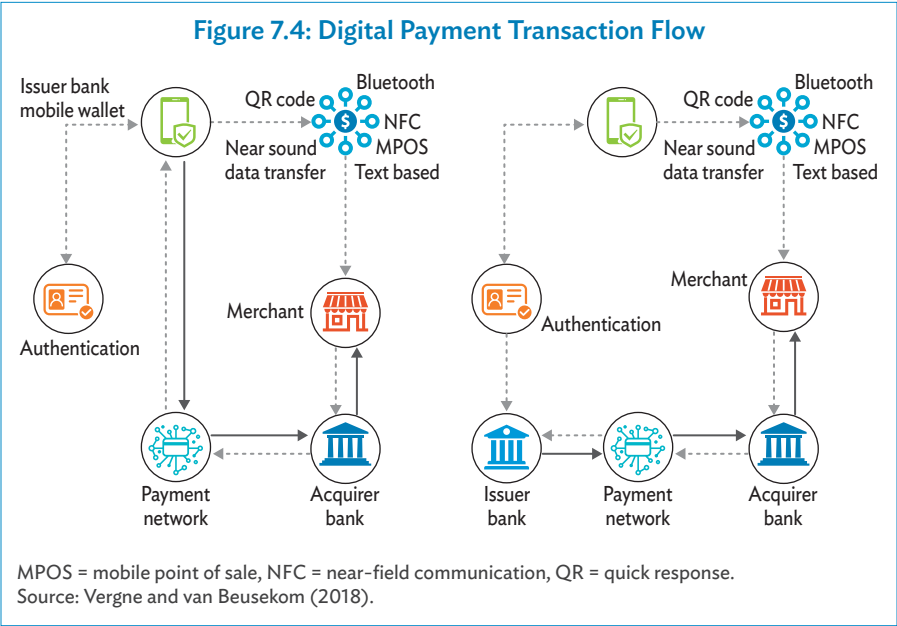 Figure 7.4: Digital Payment Transaction Flow
Issuer bank
mobile wallet
QR code
Bluetooth
$
NFC
MPOS
Near sound
data transfer
Text based
Merchant
Authentication
Payment
network
Acquirer
bank
QR code
Bluetooth
$
NFC
MPOS
Near sound
data transfer
Text based
Merchant
Authentication
Issuer
bank
Payment
network
Acquirer
bank
MPOS = mobile point of sale, NFC = near-field communication, QR = quick response.
Source: Vergne and van Beusekom (2018).